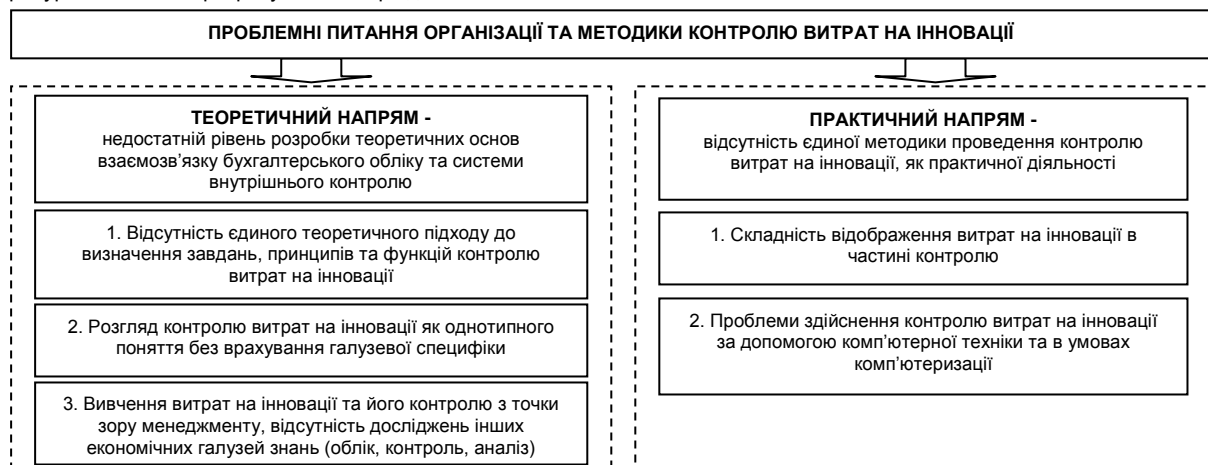 ПРОБЛЕМНІ ПИТАННЯ ОРГАНІЗАЦІЇ ТА МЕТОДИКИ КОНТРОЛЮ ВИТРАТ НА ІННОВАЦІЇ
ТЕОРЕТИЧНИЙ НАПРЯМ -
недостатній рівень розробки теоретичних основ
взаємозв’язку бухгалтерського обліку та системи
внутрішнього контролю
1. Відсутність єдиного теоретичного підходу до
визначення завдань, принципів та функцій контролю
витрат на інновації
2. Розгляд контролю витрат на інновації як однотипного
поняття без врахування галузевої специфіки
3. Вивчення витрат на інновації та його контролю з точки
зору менеджменту, відсутність досліджень інших
економічних галузей знань (облік, контроль, аналіз)
ПРАКТИЧНИЙ НАПРЯМ -
відсутність єдиної методики проведення контролю
витрат на інновації, як практичної діяльності
1. Складність відображення витрат на інновації в
частині контролю
2. Проблеми здійснення контролю витрат на інновації
за допомогою комп’ютерної техніки та в умовах
комп’ютеризації